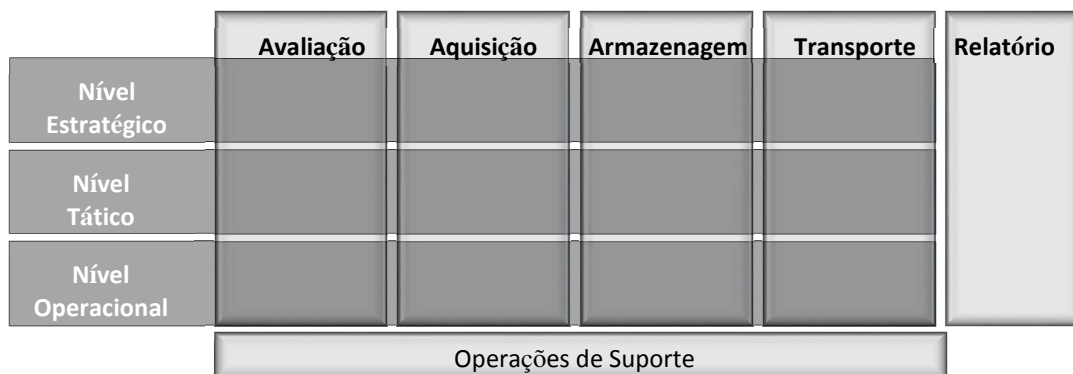 Avaliação Aquisição Armazenagem Transporte Relatório
Nível
Estratégico
Nível
Tático
Nível
Operacional
Operações de Suporte